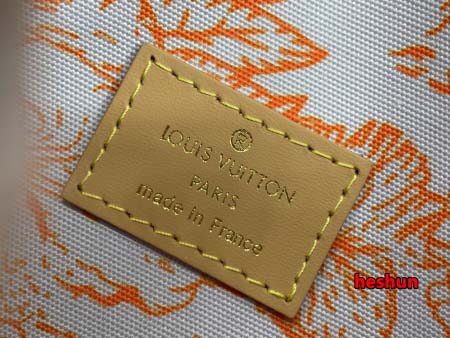 ®
LOUIS VUITTON
PARIS
made in France
heshun